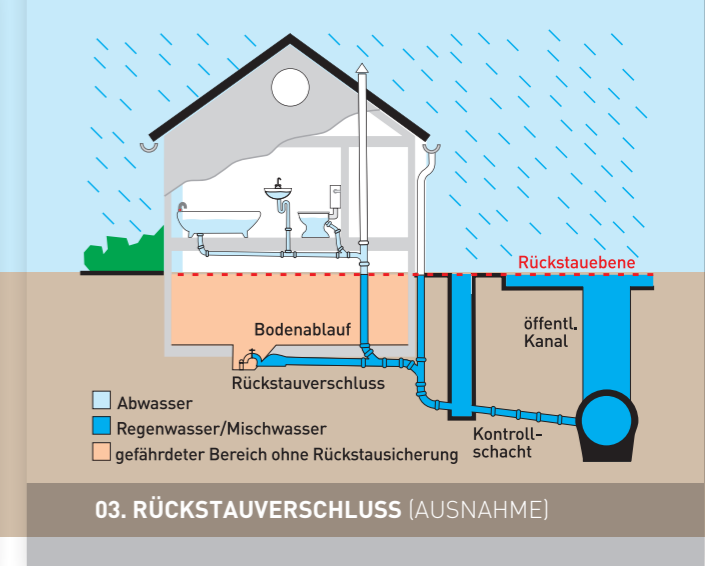 Rückstauebene
öffentl.
Kanal
Bodenablauf
Rückstauverschluss
Abwasser
Regenwasser/Mischwasser
gefährdeter Bereich ohne Rückstausicherung
Kontroll-
schacht
03. RÜCKSTAUVERSCHLUSS (AUSNAHME)